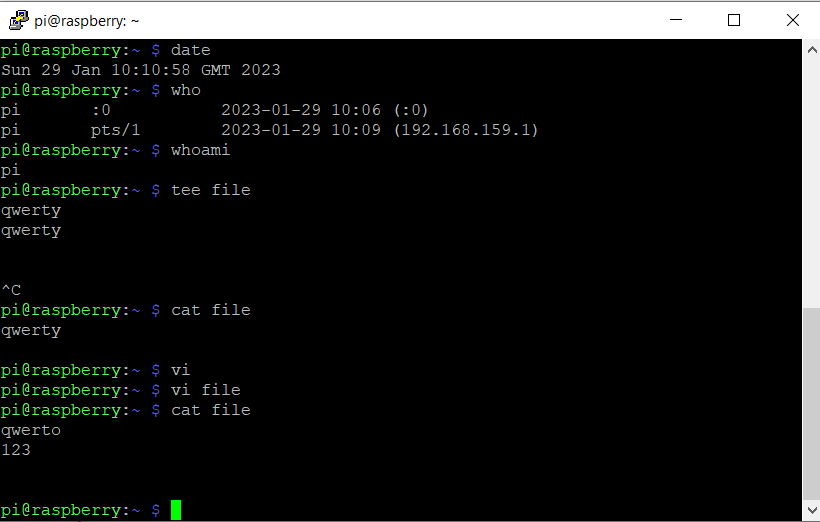 pi@raspberry: ~
pi@raspberry:~ $ date
Sun 29 Jan 10:10:58 GMT 2023
pi@raspberry:~ $ who
pi       :0           2023-01-29 10:06 (:0)
pi       pts/1        2023-01-29 10:09 (192.168.159.1)
pi@raspberry:~ $ whoami
pi
pi@raspberry:~ $ tee file
qwerty
qwerty
^C
pi@raspberry:~ $ cat file
qwerty
pi@raspberry:~ $ vi
pi@raspberry:~ $ vi file
pi@raspberry:~ $ cat file
qwerto
123
pi@raspberry:~ $